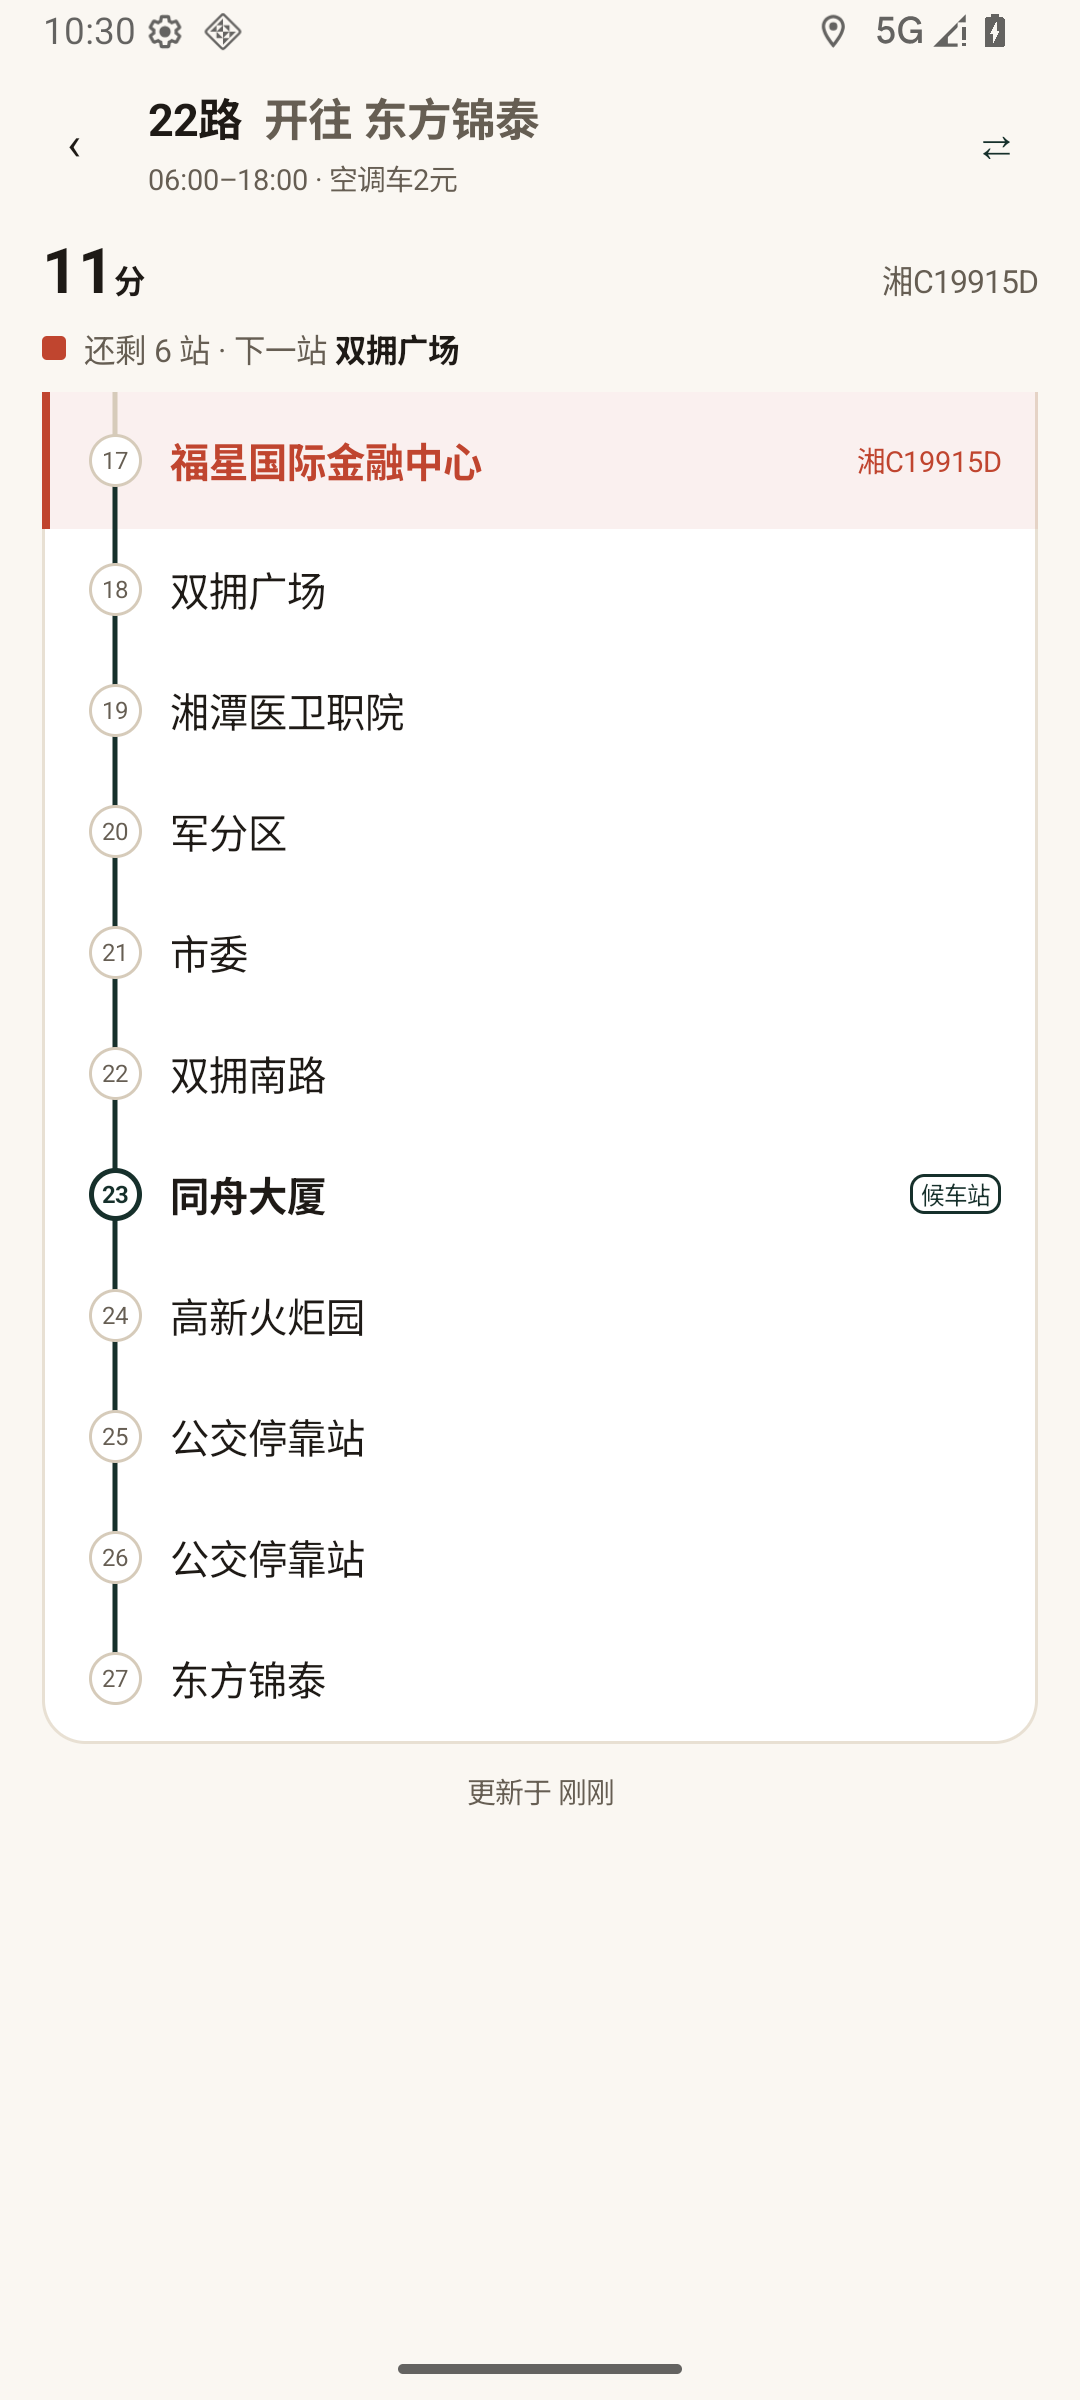 10:30
5G
22路 开往 东方锦泰
06:00–18:00 · 空调车2元
11分
湘C19915D
还剩 6 站 · 下一站 双拥广场
17 福星国际金融中心 湘C19915D
18 双拥广场
19 湘潭医卫职院
20 军分区
21 市委
22 双拥南路
23 同舟大厦 候车站
24 高新火炬园
25 公交停靠站
26 公交停靠站
27 东方锦泰
更新于 刚刚